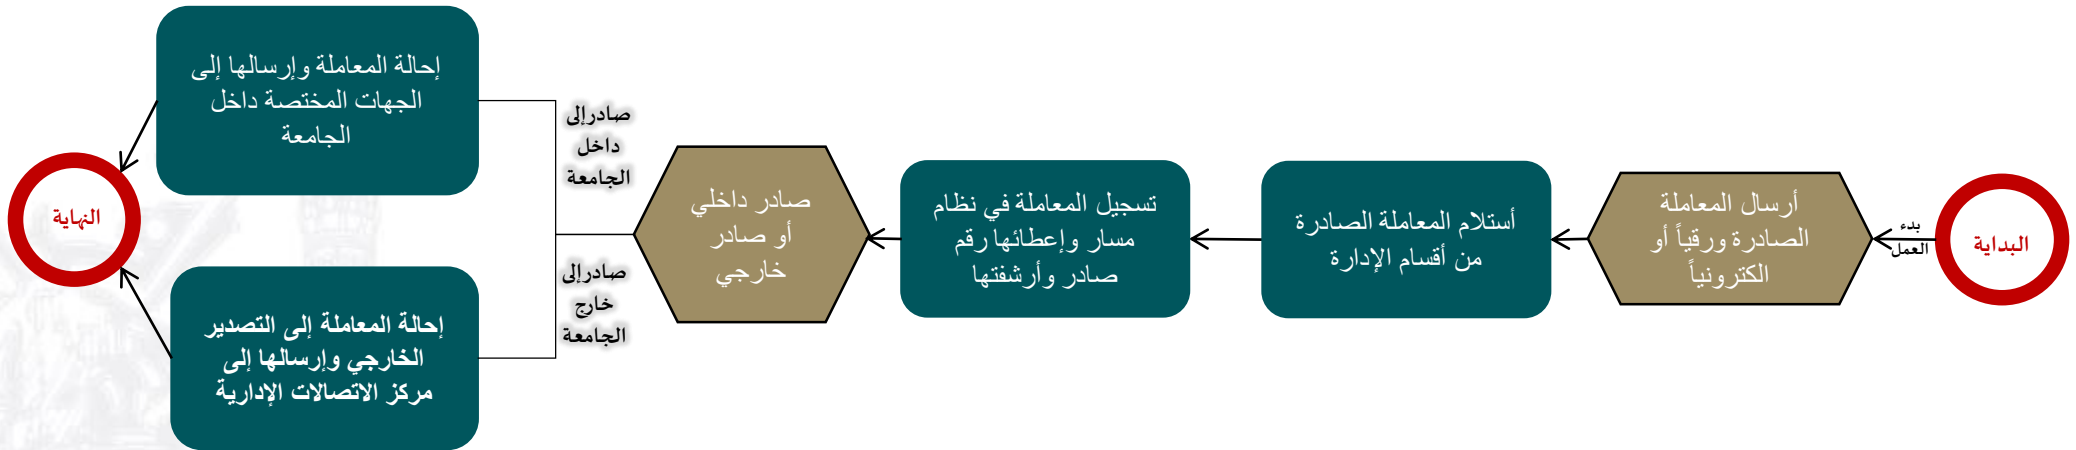 البداية
بدء
العمل
أرسال المعاملة
الصادرة ورقياً أو
الكترونياً
أستلام المعاملة الصادرة
من أقسام الإدارة
تسجيل المعاملة في نظام
مسار وإعطائها رقم
صادر وأرشفتها
صادر داخلي
أو صادر
خارجي
صادرإلى
داخل
الجامعة
إحالة المعاملة وإرسالها إلى
الجهات المختصة داخل
الجامعة
صادرإلى
خارج
الجامعة
إحالة المعاملة إلى التصدير
الخارجي وإرسالها إلى
مركز الاتصالات الإدارية
النهاية